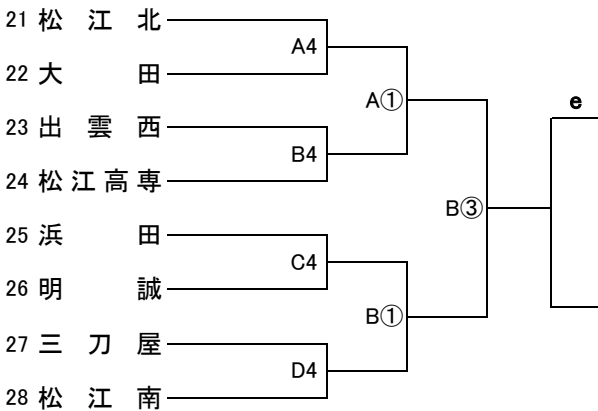 21 松江北
A4
22 大田
A①
e
23 出雲西
B4
24 松江高専
B③
25 浜田
C4
26 明誠
B①
27 三刀屋
D4
28 松江南